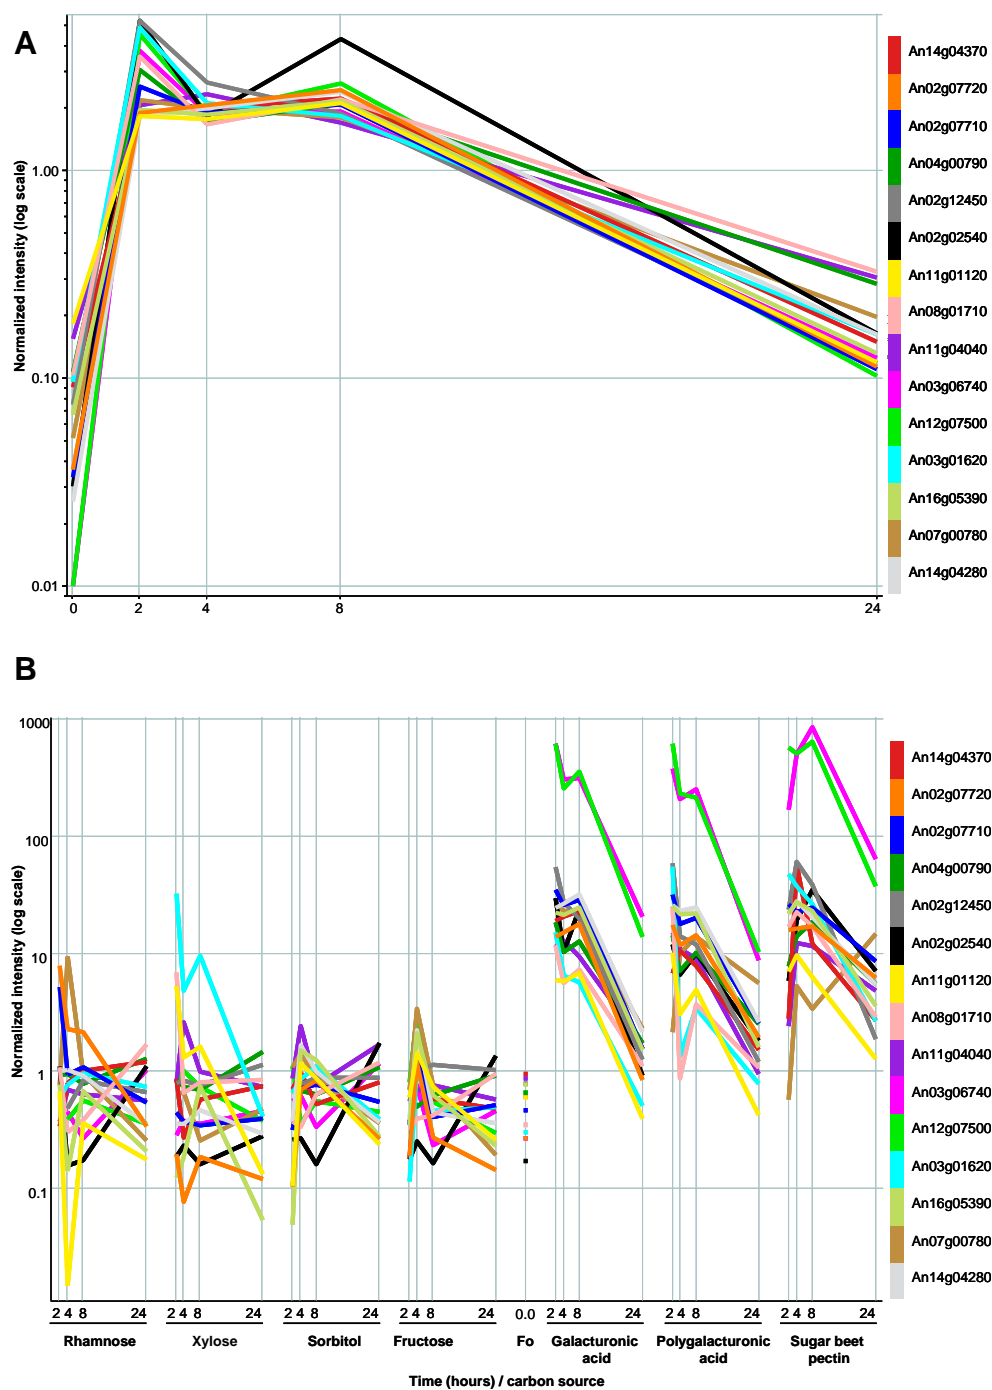 A
Normalized intensity (log scale)
1.00
0.10
0.01
0
2
4
8
24
An14g04370
An02g07720
An02g07710
An04g00790
An02g12450
An02g02540
An11g01120
An08g01710
An11g04040
An03g06740
An12g07500
An03g01620
An16g05390
An07g00780
An14g04280
B
Normalized intensity (log scale)
1000
100
10
1
0.1
2 4 8 24 2 4 8 24 2 4 8 24 2 4 8 24 0.0 2 4 8 24 2 4 8 24 2 4 8 24
Rhamnose Xylose Sorbitol Fructose Fo Galacturonic Polygalacturonic Sugar beet
acid acid pectin
Time (hours) / carbon source
An14g04370
An02g07720
An02g07710
An04g00790
An02g12450
An02g02540
An11g01120
An08g01710
An11g04040
An03g06740
An12g07500
An03g01620
An16g05390
An07g00780
An14g04280